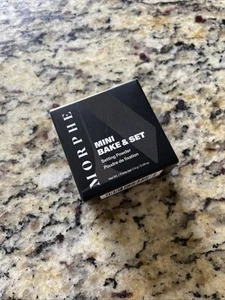 MORPHE
MINI
BAKE & SET
Setting Powder
Poudre de fixation